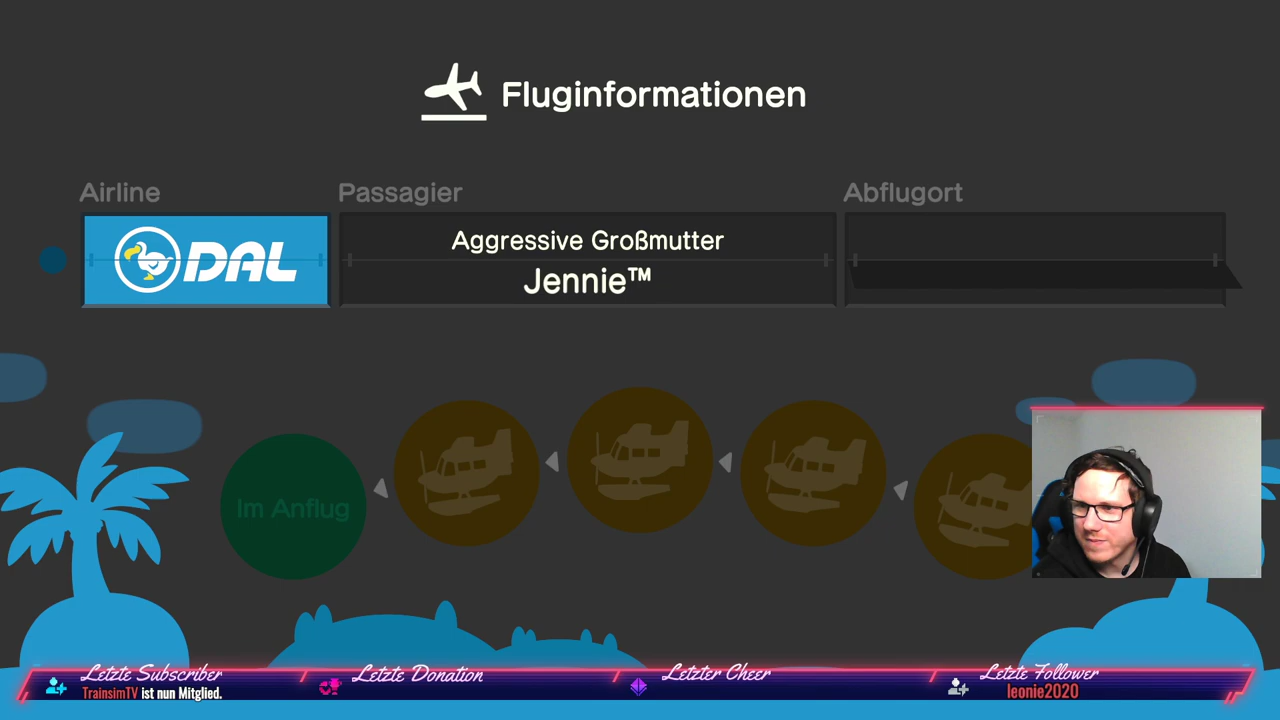 Fluginformationen
Airline
Passagier
Abflugort
DAL
Aggressive Großmutter
Jennie™
Im Anflug
Letzte Subscriber
Letzte Donation
Letzter Cheer
Letzte Follower
TrainsimTV ist nun Mitglied.
leonie2020